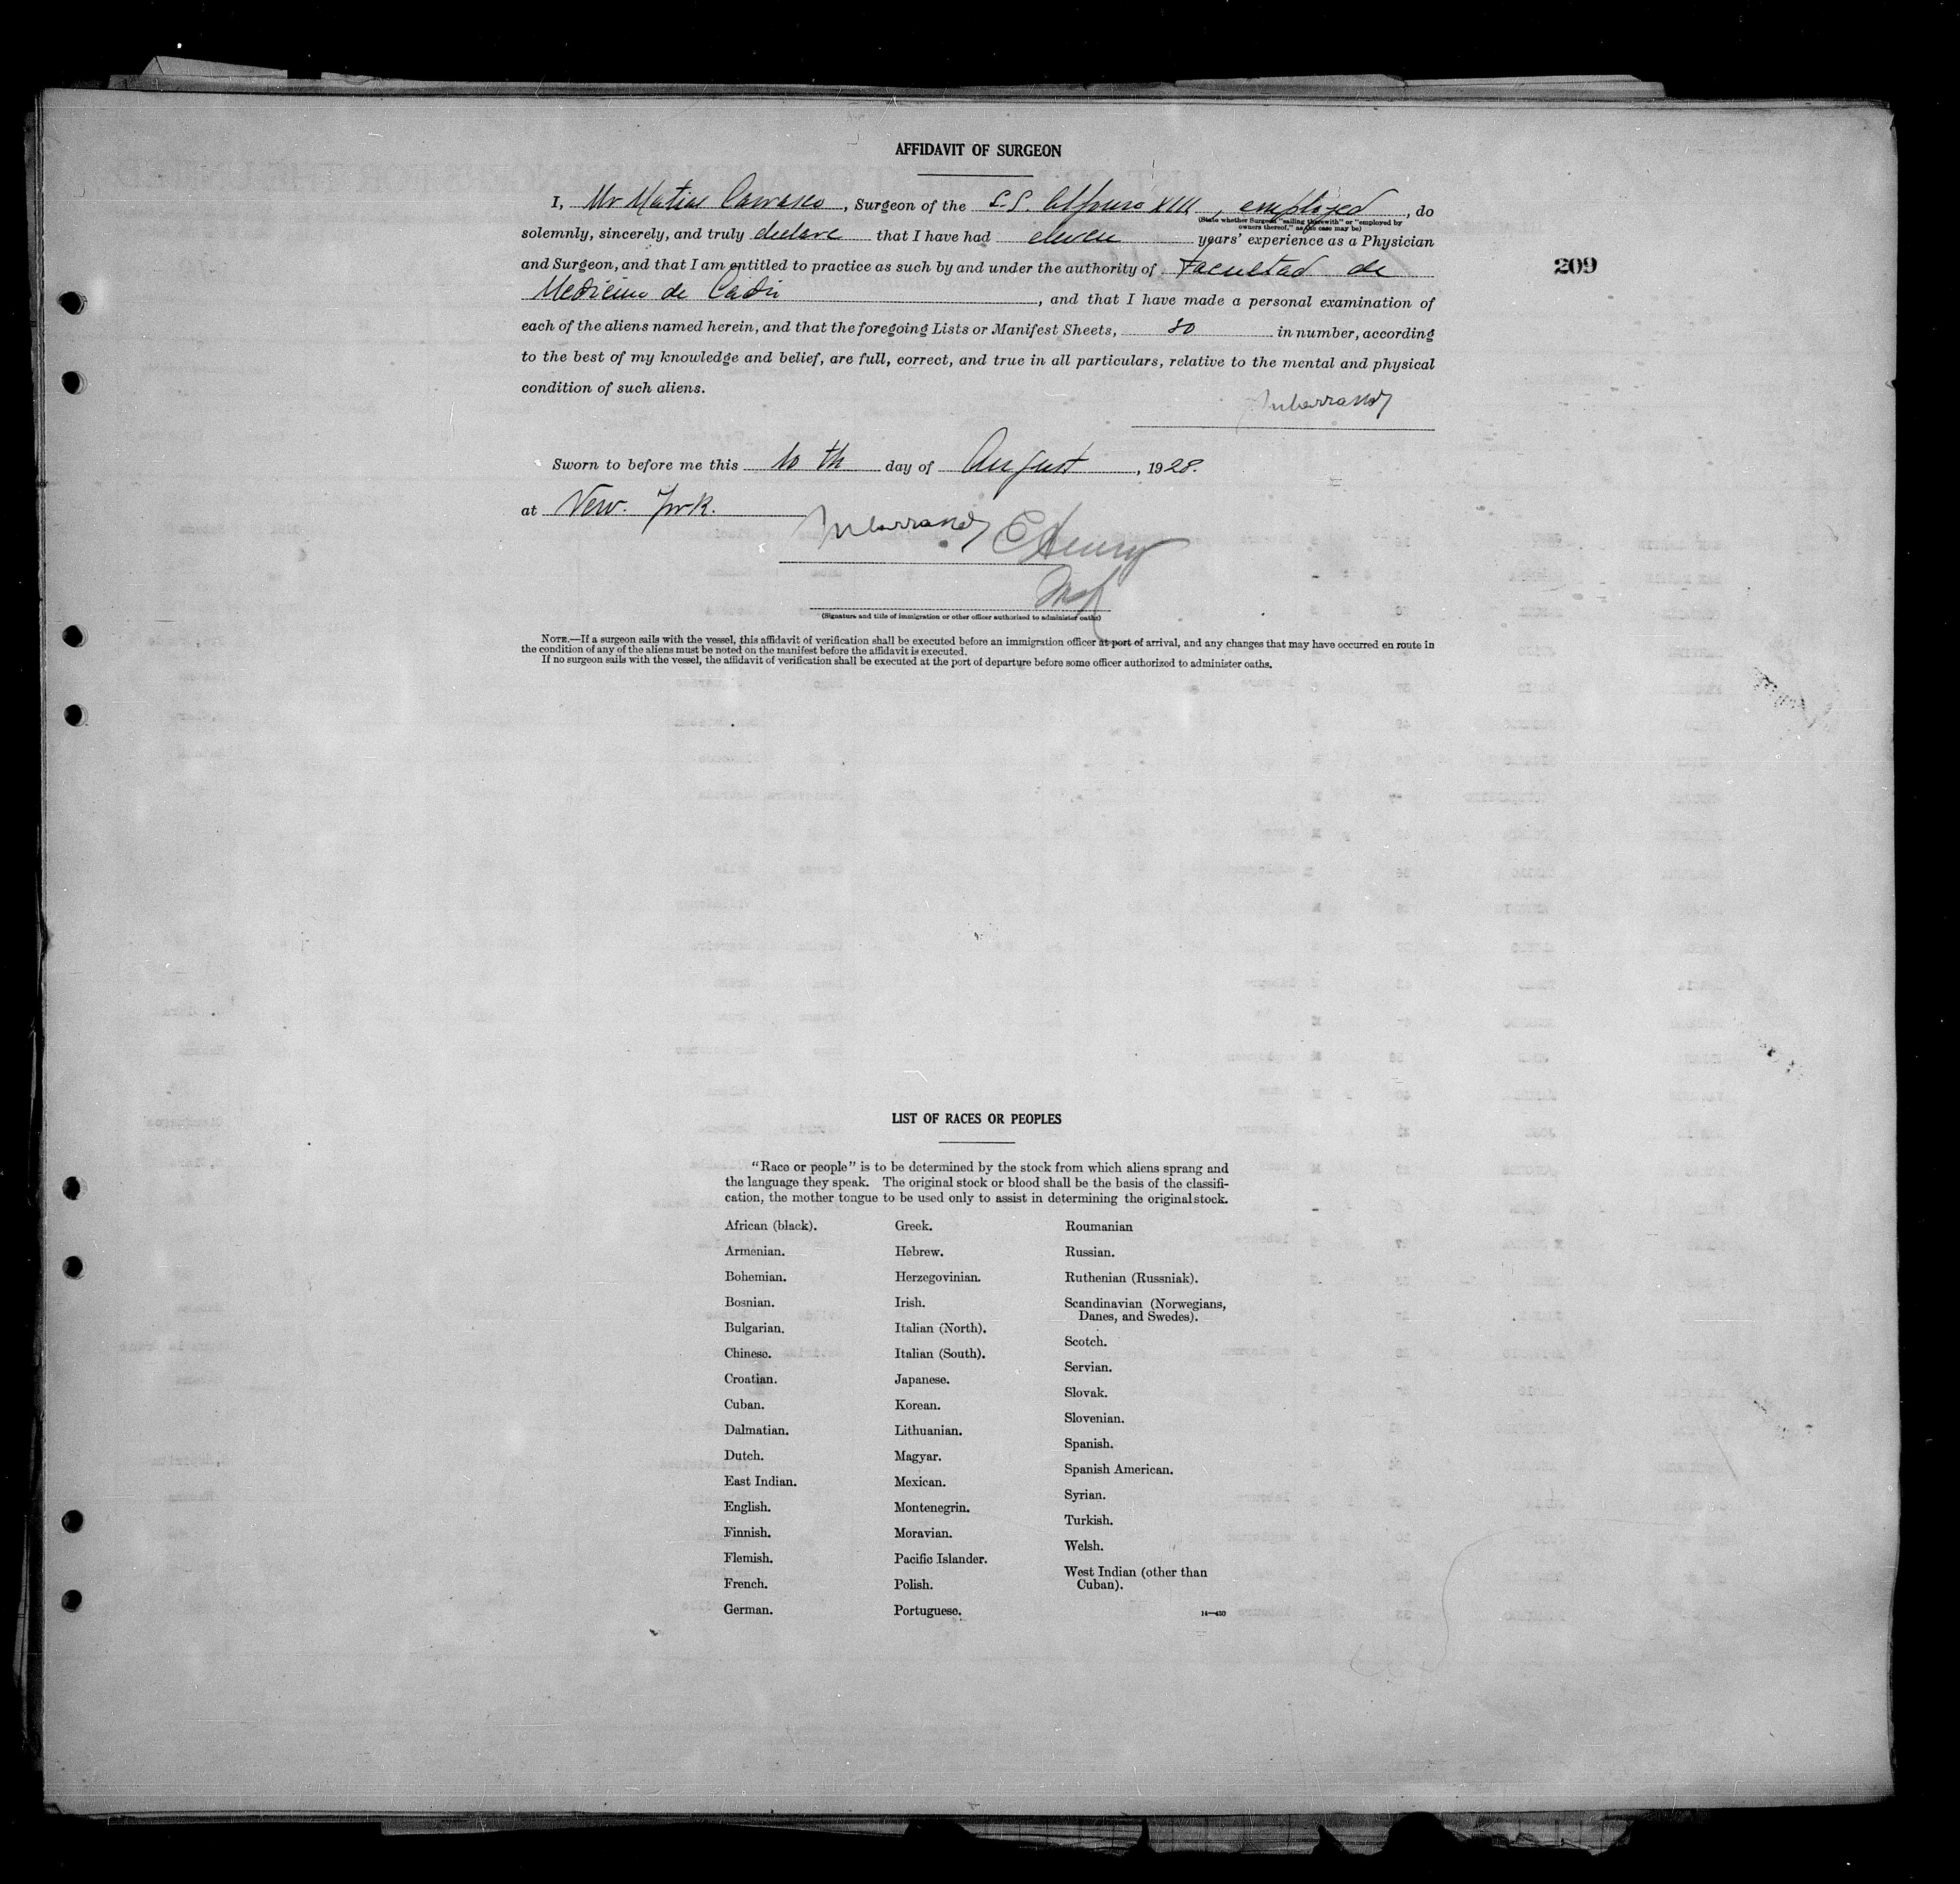 AFFIDAVIT OF SURGEON
I, Mr Matias Carrasco, Surgeon of the S.S. Alfonso XIII, employed, do
(State whether Surgeon "sailing therewith" or "employed by
owners thereof," as the case may be)
solemnly, sincerely, and truly declare that I have had eleven years' experience as a Physician
209
and Surgeon, and that I am entitled to practice as such by and under the authority of Facultad de
Medicina de Cadiz, and that I have made a personal examination of
each of the aliens named herein, and that the foregoing Lists or Manifest Sheets, in number, according
to the best of my knowledge and belief, are full, correct, and true in all particulars, relative to the mental and physical
condition of such aliens.
Sworn to before me this 10 th day of August, 1928.
at New. York.
C Henry
Insp
(Signature and title of immigration or other officer authorized to administer oaths)
NOTE.—If a surgeon sails with the vessel, this affidavit of verification shall be executed before an immigration officer at port of arrival, and any changes that may have occurred en route in
the condition of any of the aliens must be noted on the manifest before the affidavit is executed.
If no surgeon sails with the vessel, the affidavit of verification shall be executed at the port of departure before some officer authorized to administer oaths.
LIST OF RACES OR PEOPLES
"Race or people" is to be determined by the stock from which aliens sprang and
the language they speak. The original stock or blood shall be the basis of the classifi-
cation, the mother tongue to be used only to assist in determining the original stock.
African (black).
Armenian.
Bohemian.
Bosnian.
Bulgarian.
Chinese.
Croatian.
Cuban.
Dalmatian.
Dutch.
East Indian.
English.
Finnish.
Flemish.
French.
German.
Greek.
Hebrew.
Herzegovinian.
Irish.
Italian (North).
Italian (South).
Japanese.
Korean.
Lithuanian.
Magyar.
Mexican.
Montenegrin.
Moravian.
Pacific Islander.
Polish.
Portuguese.
Roumanian
Russian.
Ruthenian (Russniak).
Scandinavian (Norwegians,
Danes, and Swedes).
Scotch.
Servian.
Slovak.
Slovenian.
Spanish.
Spanish American.
Syrian.
Turkish.
Welsh.
West Indian (other than
Cuban).
14—430